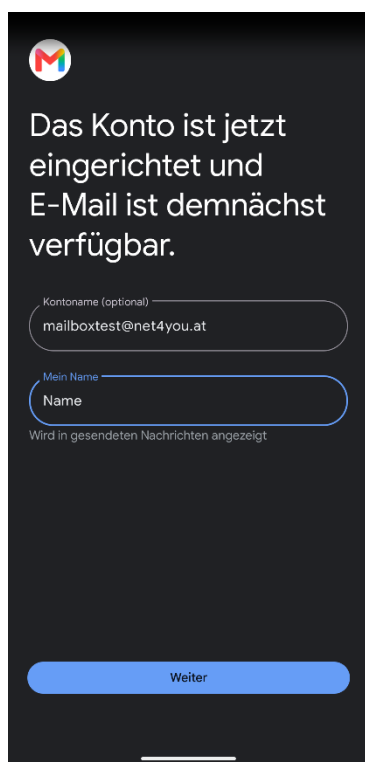 Das Konto ist jetzt
eingerichtet und
E-Mail ist demnächst
verfügbar.
Kontoname (optional)
mailboxtest@net4you.at
Mein Name
Name
Wird in gesendeten Nachrichten angezeigt
Weiter